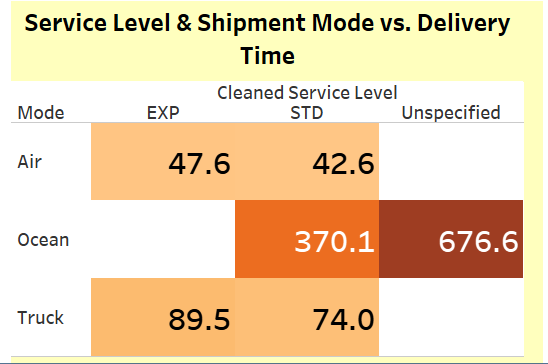 Service Level & Shipment Mode vs. Delivery
Time
Cleaned Service Level
Mode EXP STD Unspecified
Air 47.6 42.6
Ocean 370.1 676.6
Truck 89.5 74.0